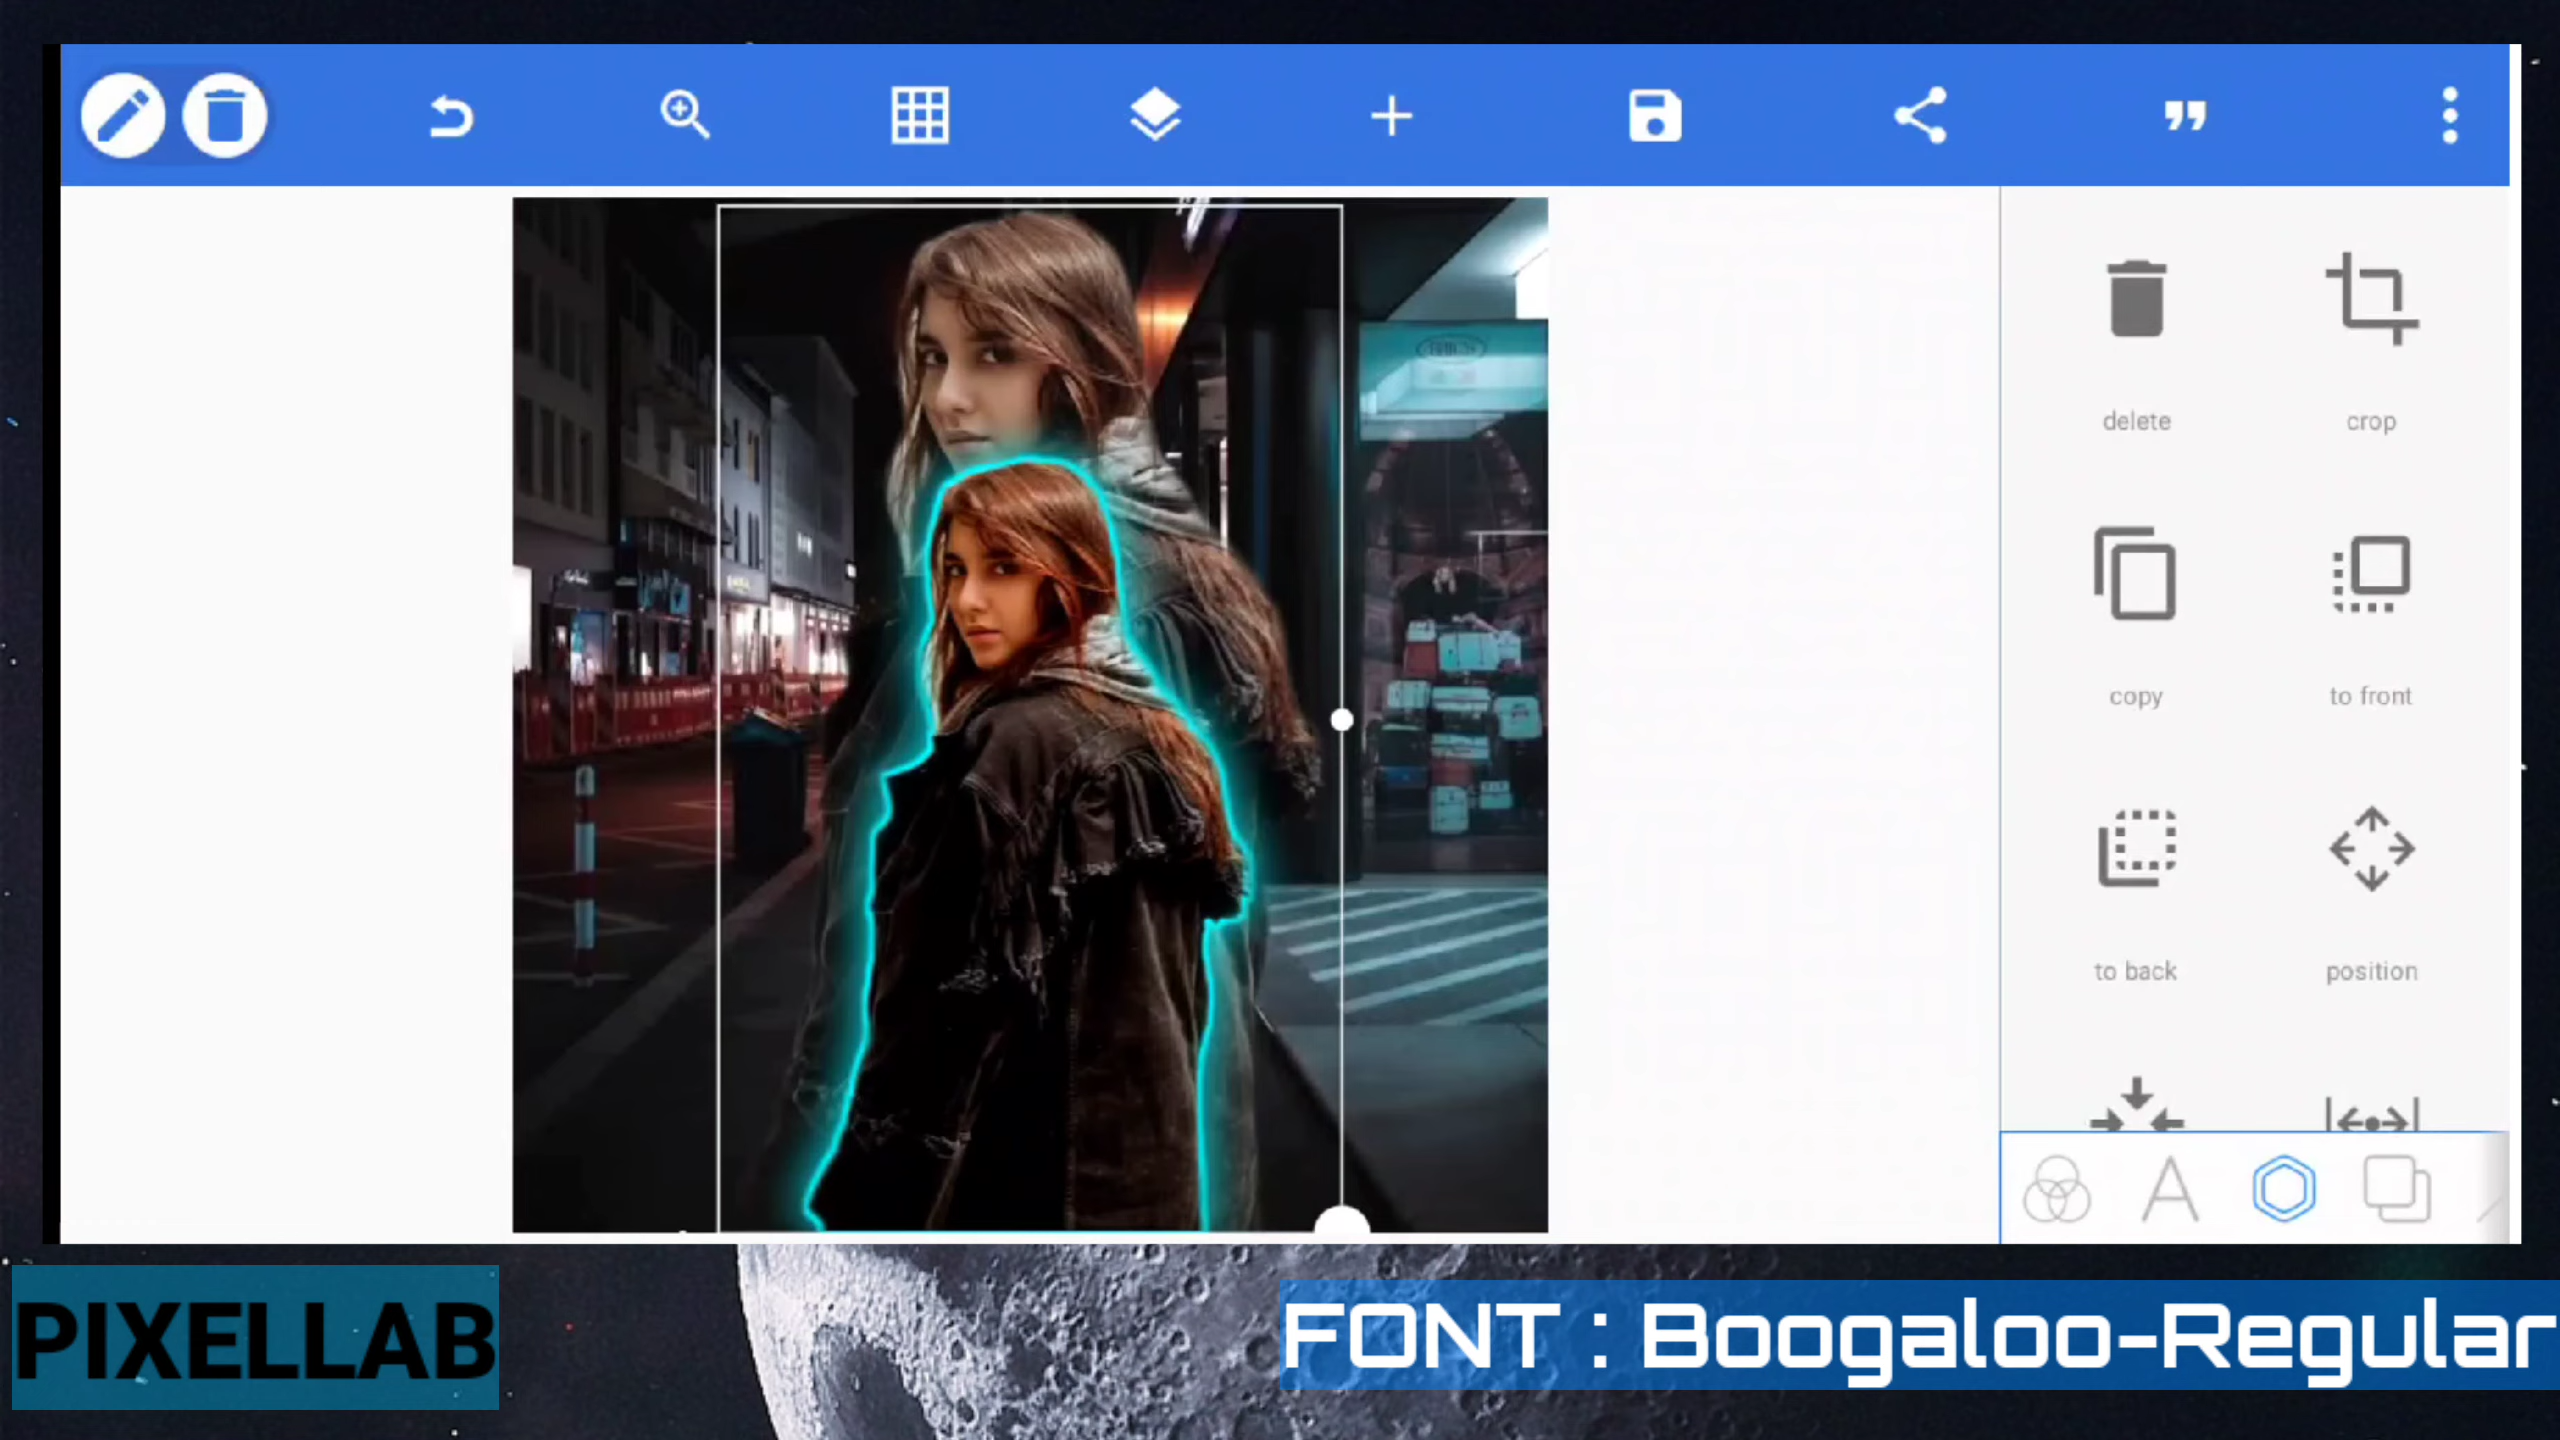 delete
crop
copy
to front
to back
position
PIXELLAB
FONT : Boogaloo-Regular